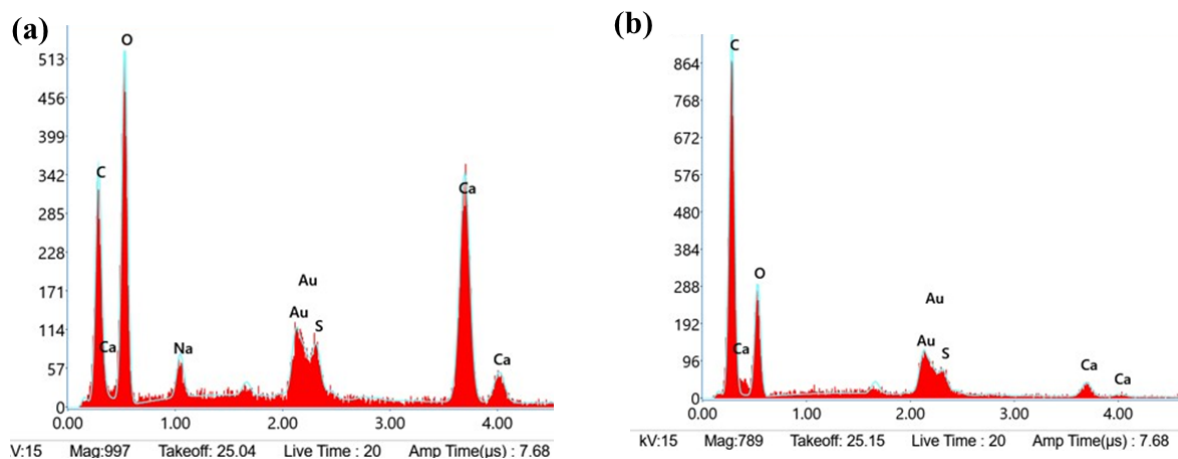 (a)
O
513
456
399
342
285
228
171
114
57
0
C
Ca
Na
Au
Au
S
Ca
Ca
0.00 1.00 2.00 3.00 4.00
V:15 Mag:997 Takeoff: 25.04 Live Time : 20 Amp Time(µs) : 7.68
(b)
C
864
768
672
576
480
384
288
192
96
0
Ca
O
Au
Au
S
Ca
Ca
0.00 1.00 2.00 3.00 4.00
kV:15 Mag:789 Takeoff: 25.15 Live Time : 20 Amp Time(µs) : 7.68